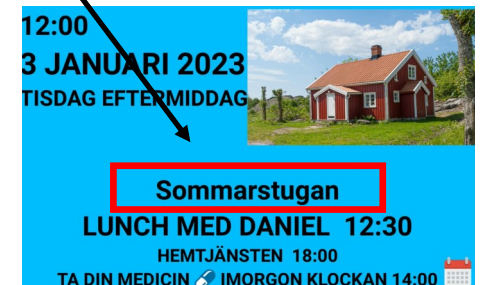 12:00
3 JANUARI 2023
TISDAG EFTERMIDDAG
Sommarstugan
LUNCH MED DANIEL 12:30
HEMTJÄNSTEN 18:00
TA DIN MEDICIN IMORGON KLOCKAN 14:00